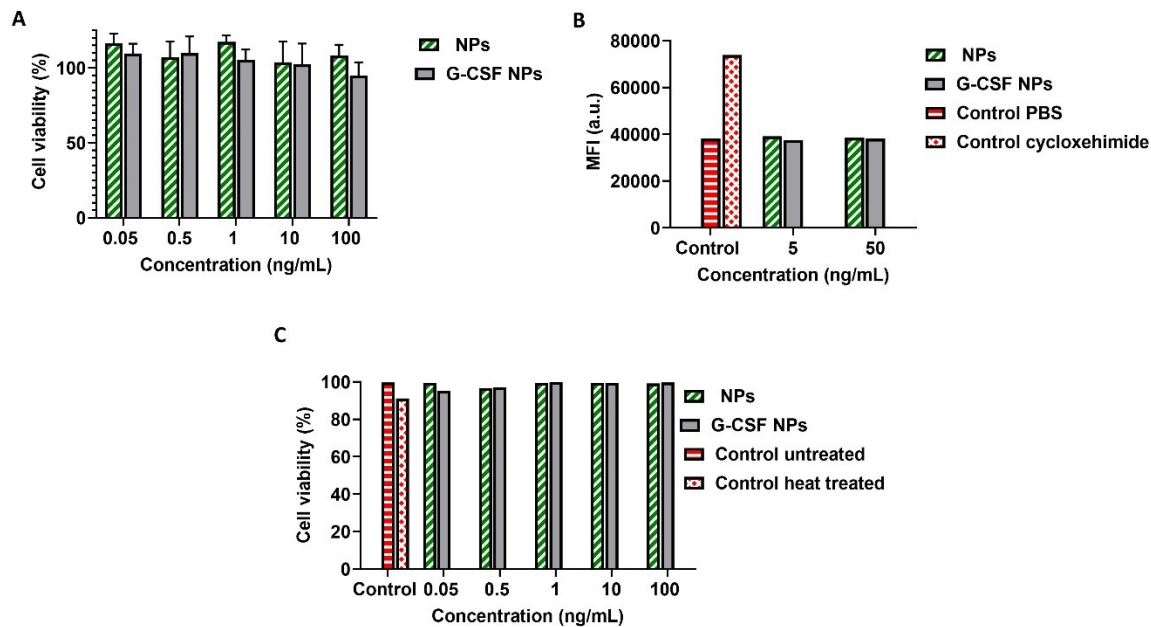 A
Cell viability (%)
100
50
0
0.05 0.5 1 10 100
Concentration (ng/mL)
NPs
G-CSF NPs
B
MFI (a.u.)
80000
60000
40000
20000
0
Control 5 50
Concentration (ng/mL)
NPs
G-CSF NPs
Control PBS
Control cycloxehimide
C
Cell viability (%)
100
80
60
40
20
0
Control 0.05 0.5 1 10 100
Concentration (ng/mL)
NPs
G-CSF NPs
Control untreated
Control heat treated